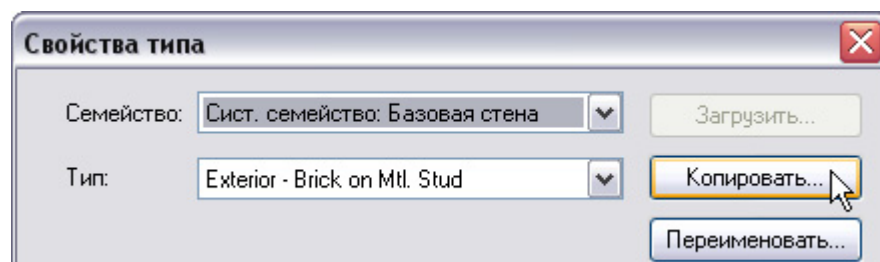 Свойства типа
Семейство: Сист. семейство: Базовая стена Загрузить...
Тип: Exterior - Brick on Mtl. Stud Копировать...
Переименовать...